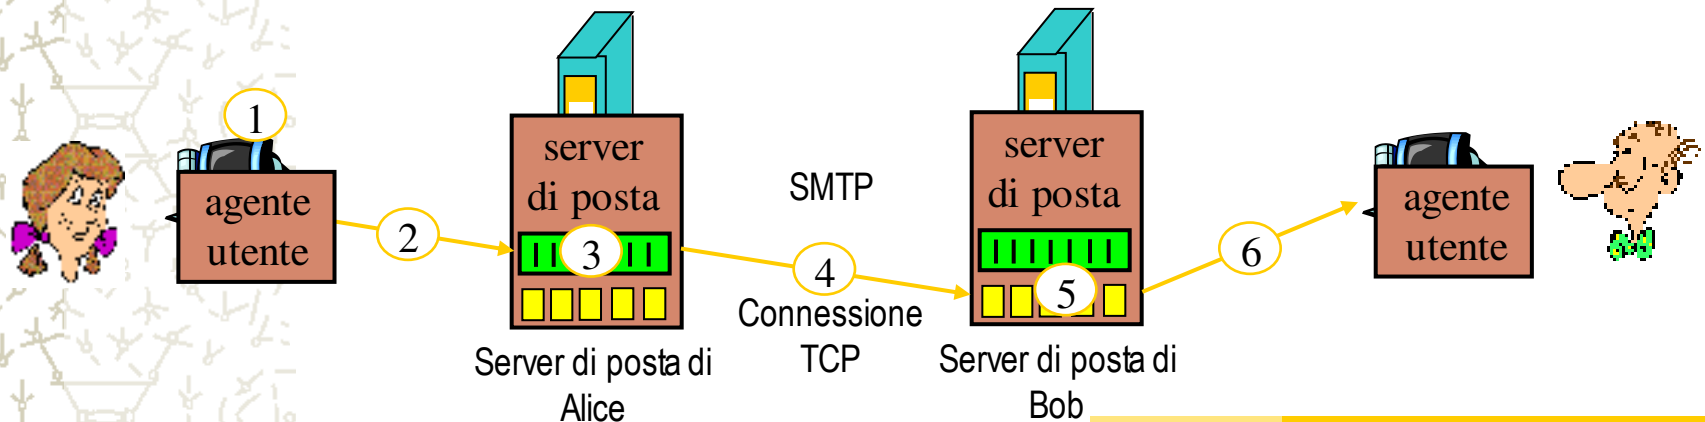 1
agente
utente
2
server
di posta
3
Server di posta di
Alice
SMTP
4
Connessione
TCP
server
di posta
5
Server di posta di
Bob
6
agente
utente